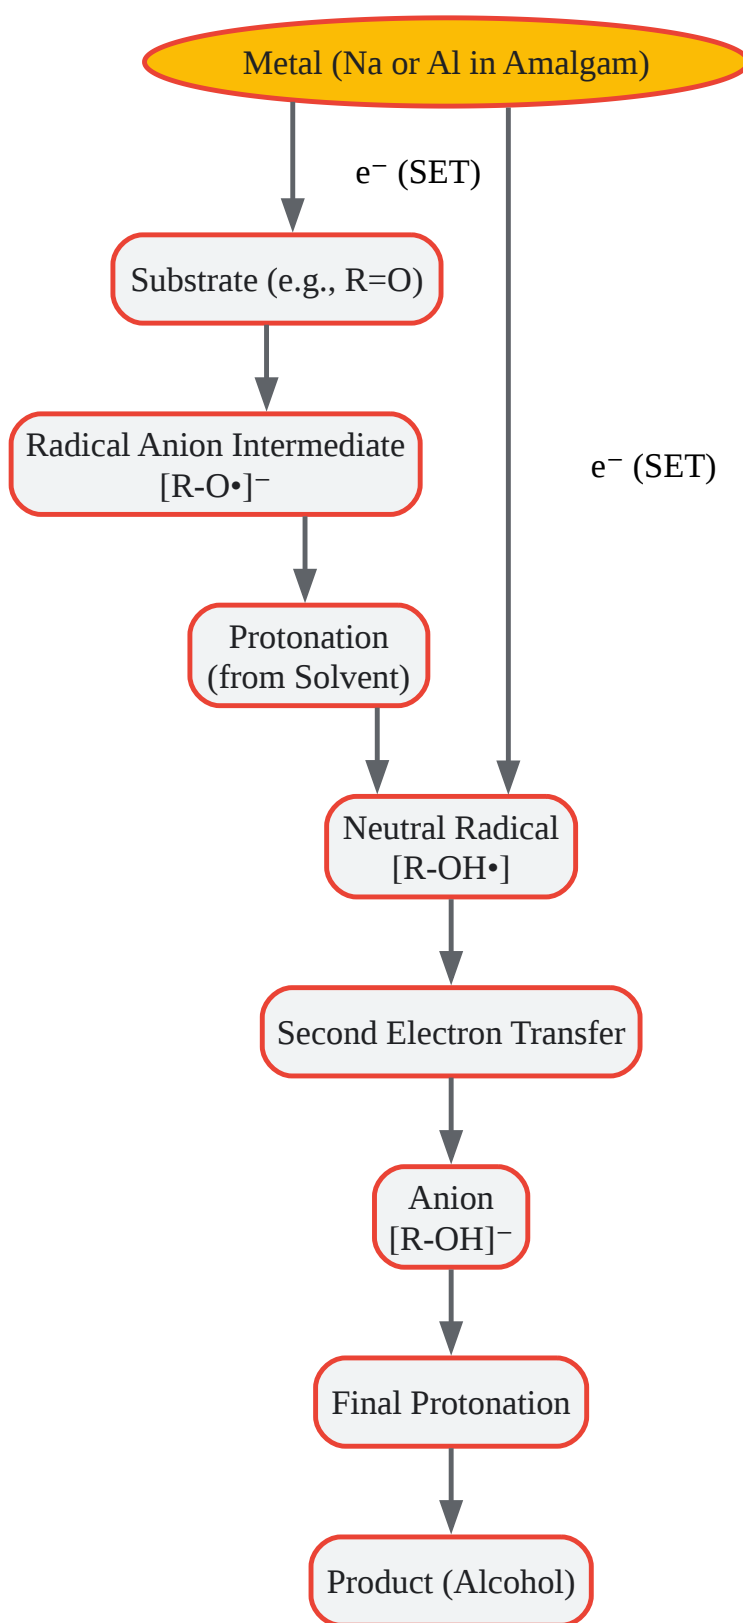 Metal (Na or Al in Amalgam)
e⁻ (SET)
Substrate (e.g., R=O)
Radical Anion Intermediate
[R-O•]⁻
e⁻ (SET)
Protonation
(from Solvent)
Neutral Radical
[R-OH•]
Second Electron Transfer
Anion
[R-OH]⁻
Final Protonation
Product (Alcohol)